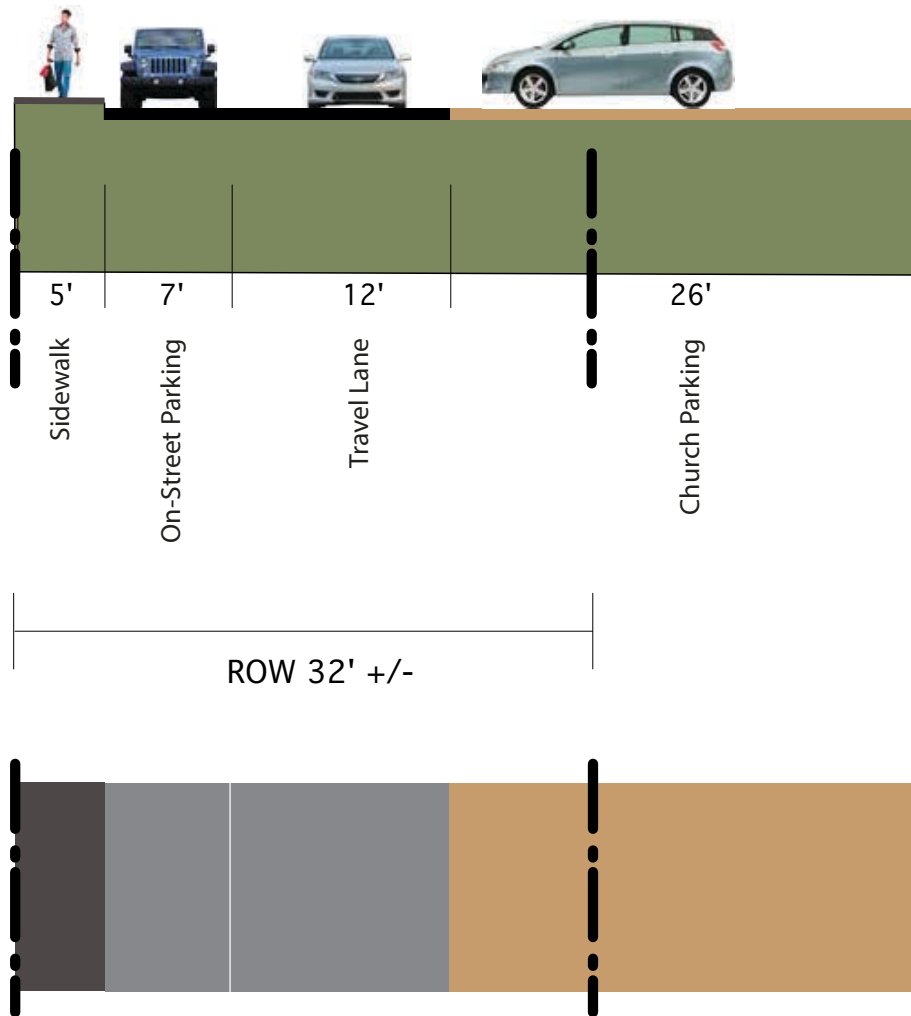 5'
7'
12'
26'
Sidewalk
On-Street Parking
Travel Lane
Church Parking
ROW 32' +/-